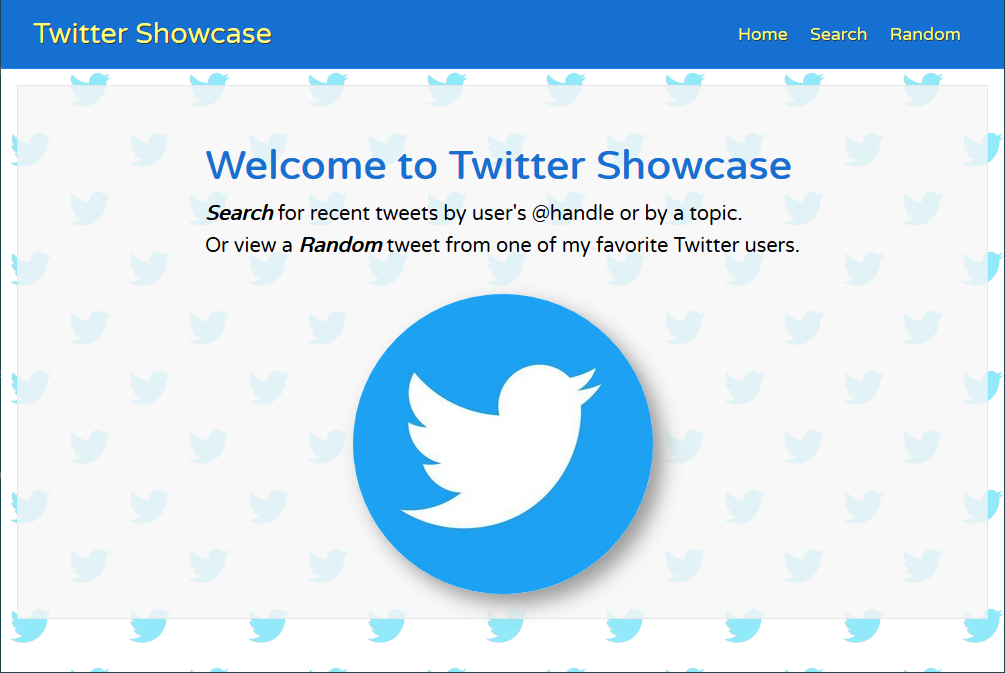 Twitter Showcase
Home Search Random
Welcome to Twitter Showcase
Search for recent tweets by user's @handle or by a topic.
Or view a Random tweet from one of my favorite Twitter users.